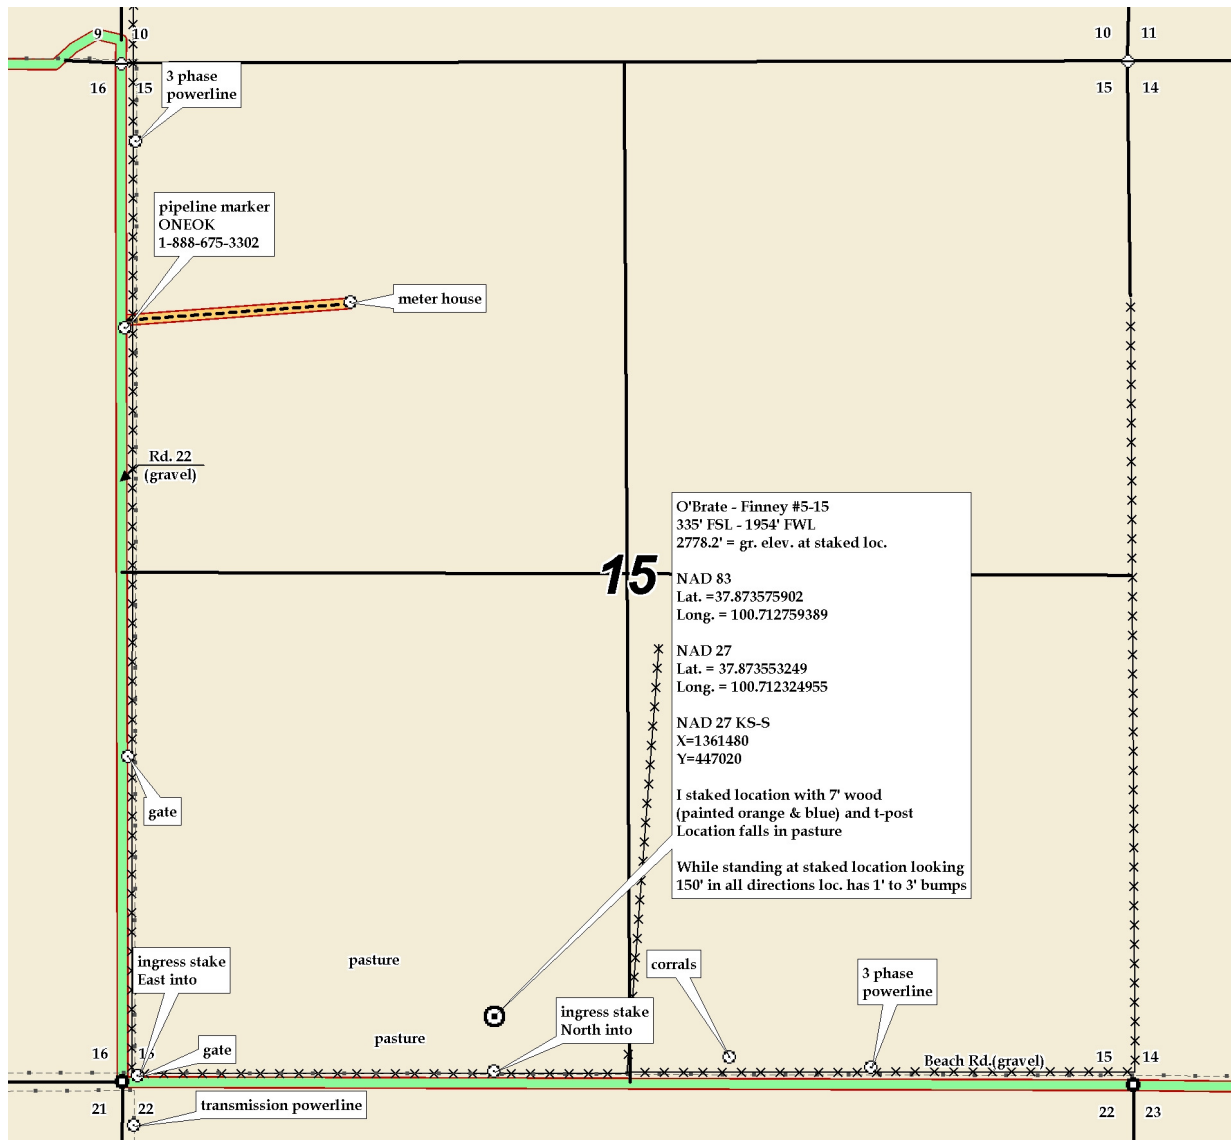 9 10
10 11
16 15
15 14
3 phase
powerline
pipeline marker
ONEOK
1-888-675-3302
meter house
Rd. 22
(gravel)
15
O'Brate - Finney #5-15
335' FSL - 1954' FWL
2778.2' = gr. elev. at staked loc.
NAD 83
Lat. =37.873575902
Long. = 100.712759389
NAD 27
Lat. = 37.873553249
Long. = 100.712324955
NAD 27 KS-S
X=1361480
Y=447020
I staked location with 7' wood
(painted orange & blue) and t-post
Location falls in pasture
While standing at staked location looking
150' in all directions loc. has 1' to 3' bumps
gate
ingress stake
East into
pasture
corrals
3 phase
powerline
ingress stake
North into
pasture
gate
16 15
Beach Rd.(gravel)
15 14
21 22
transmission powerline
22 23